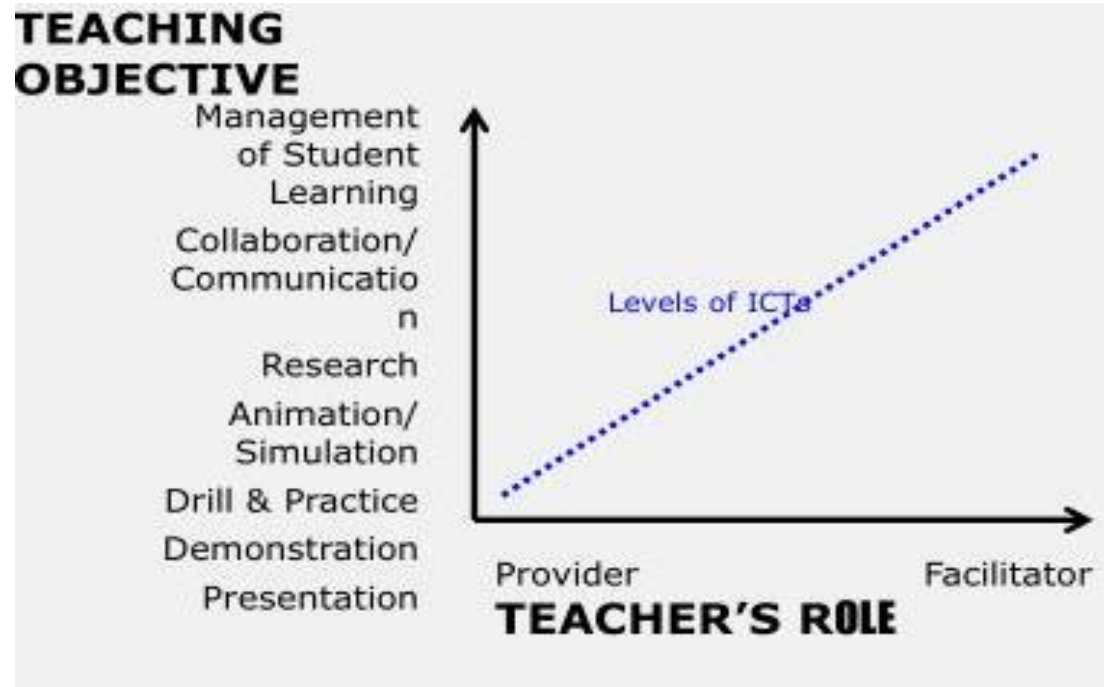 TEACHING
OBJECTIVE
Management
of Student
Learning
Collaboration/
Communicatio
n
Research
Animation/
Simulation
Drill & Practice
Demonstration
Presentation
Levels of ICTs
Provider
Facilitator
TEACHER’S ROLE